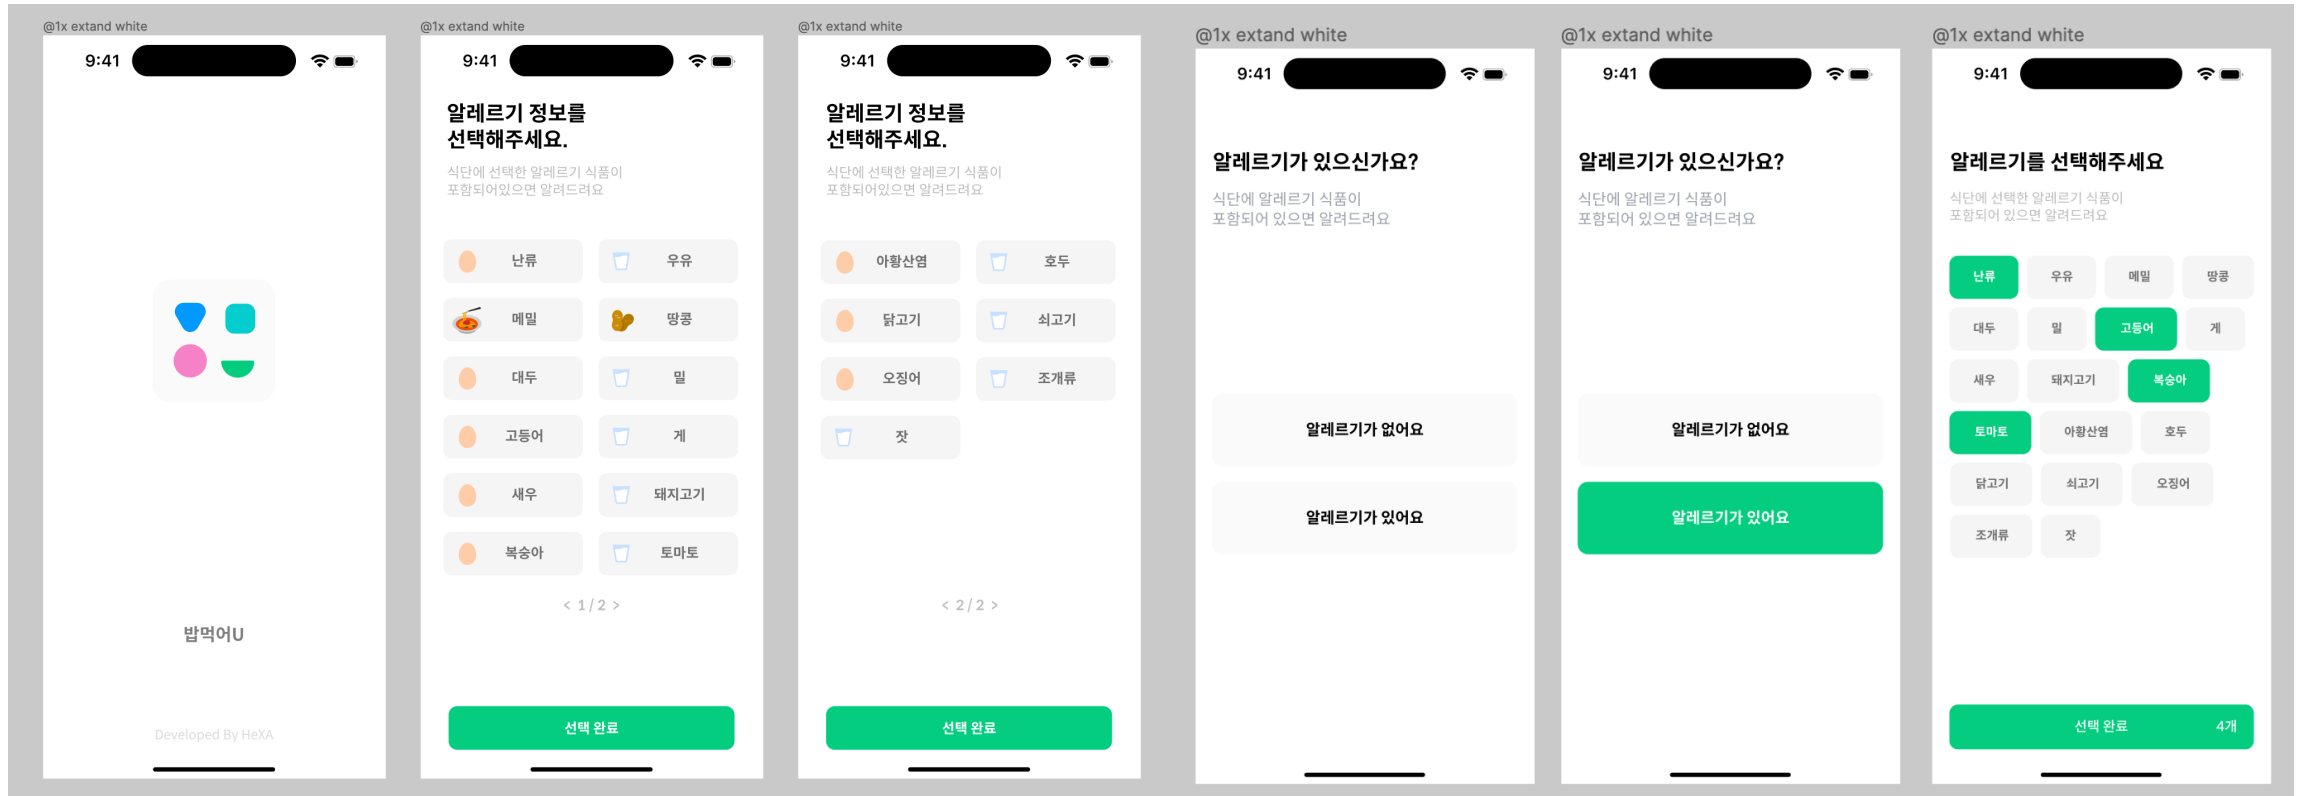 @1x extand white
9:41
밥먹어U
Developed By HeXA
@1x extand white
9:41
알레르기 정보를
선택해주세요.
식단에 선택한 알레르기 식품이
포함되어있으면 알려드려요
난류
우유
메밀
땅콩
대두
밀
고등어
게
새우
돼지고기
복숭아
토마토
< 1 / 2 >
선택 완료
@1x extand white
9:41
알레르기 정보를
선택해주세요.
식단에 선택한 알레르기 식품이
포함되어있으면 알려드려요
아황산염
호두
닭고기
쇠고기
오징어
조개류
잣
< 2 / 2 >
선택 완료
@1x extand white
9:41
알레르기가 있으신가요?
식단에 알레르기 식품이
포함되어 있으면 알려드려요
알레르기가 없어요
알레르기가 있어요
@1x extand white
9:41
알레르기가 있으신가요?
식단에 알레르기 식품이
포함되어 있으면 알려드려요
알레르기가 없어요
알레르기가 있어요
@1x extand white
9:41
알레르기를 선택해주세요
식단에 선택한 알레르기 식품이
포함되어 있으면 알려드려요
난류 우유 메밀 땅콩
대두 밀 고등어 게
새우 돼지고기 복숭아
토마토 아황산염 호두
닭고기 쇠고기 오징어
조개류 잣
선택 완료 4개